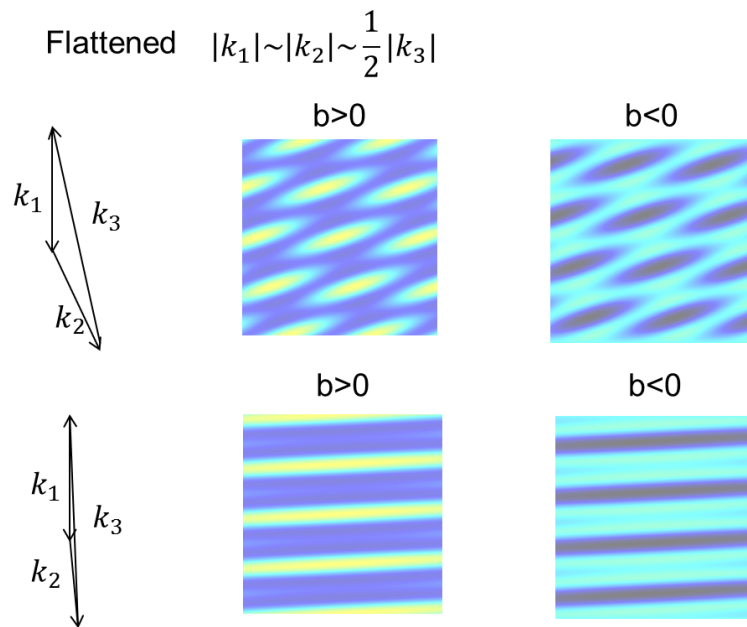 Flattened |k₁|~|k₂|~½|k₃|
b>0 b<0
k₁
k₃
k₂
b>0 b<0
k₁
k₃
k₂